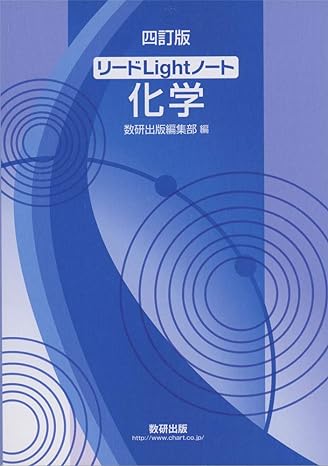 四訂版
リードLightノート
化学
数研出版編集部 編
数研出版
http://www.chart.co.jp/